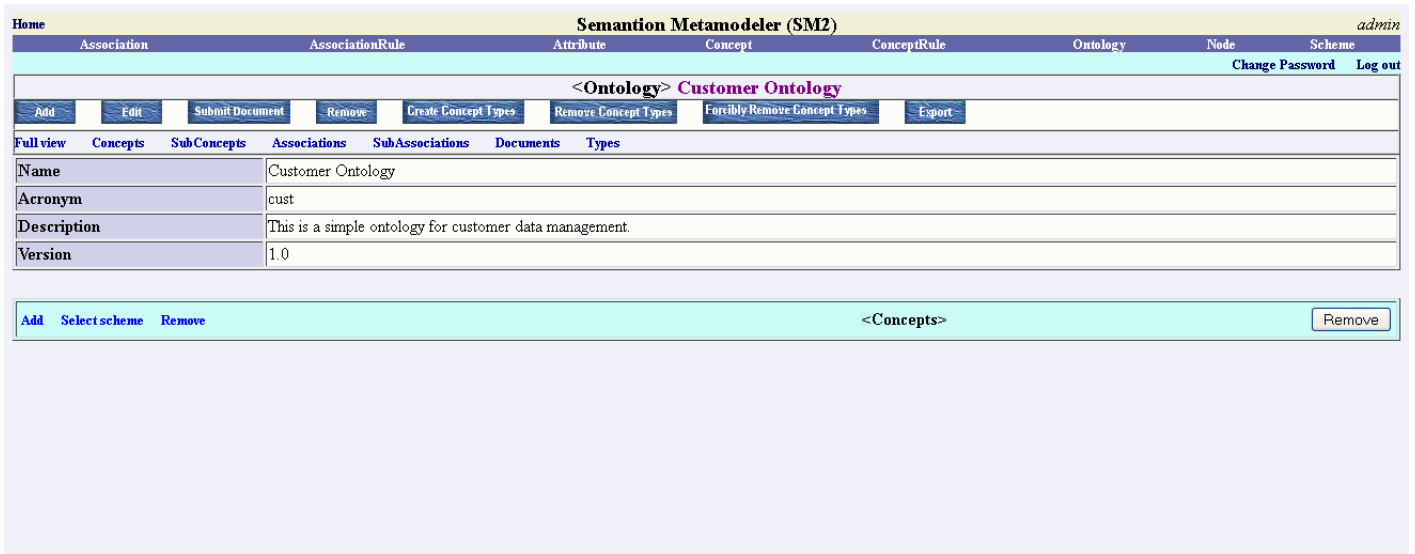 Home Semantion Metamodeler (SM2) admin
Association AssociationRule Attribute Concept ConceptRule Ontology Node Scheme
Change Password Log out
<Ontology> Customer Ontology
Add Edit Submit Document Remove Create Concept Types Remove Concept Types Forcibly Remove Concept Types Export
Full view Concepts SubConcepts Associations SubAssociations Documents Types
Name Customer Ontology
Acronym cust
Description This is a simple ontology for customer data management.
Version 1.0
Add Select scheme Remove <Concepts> Remove